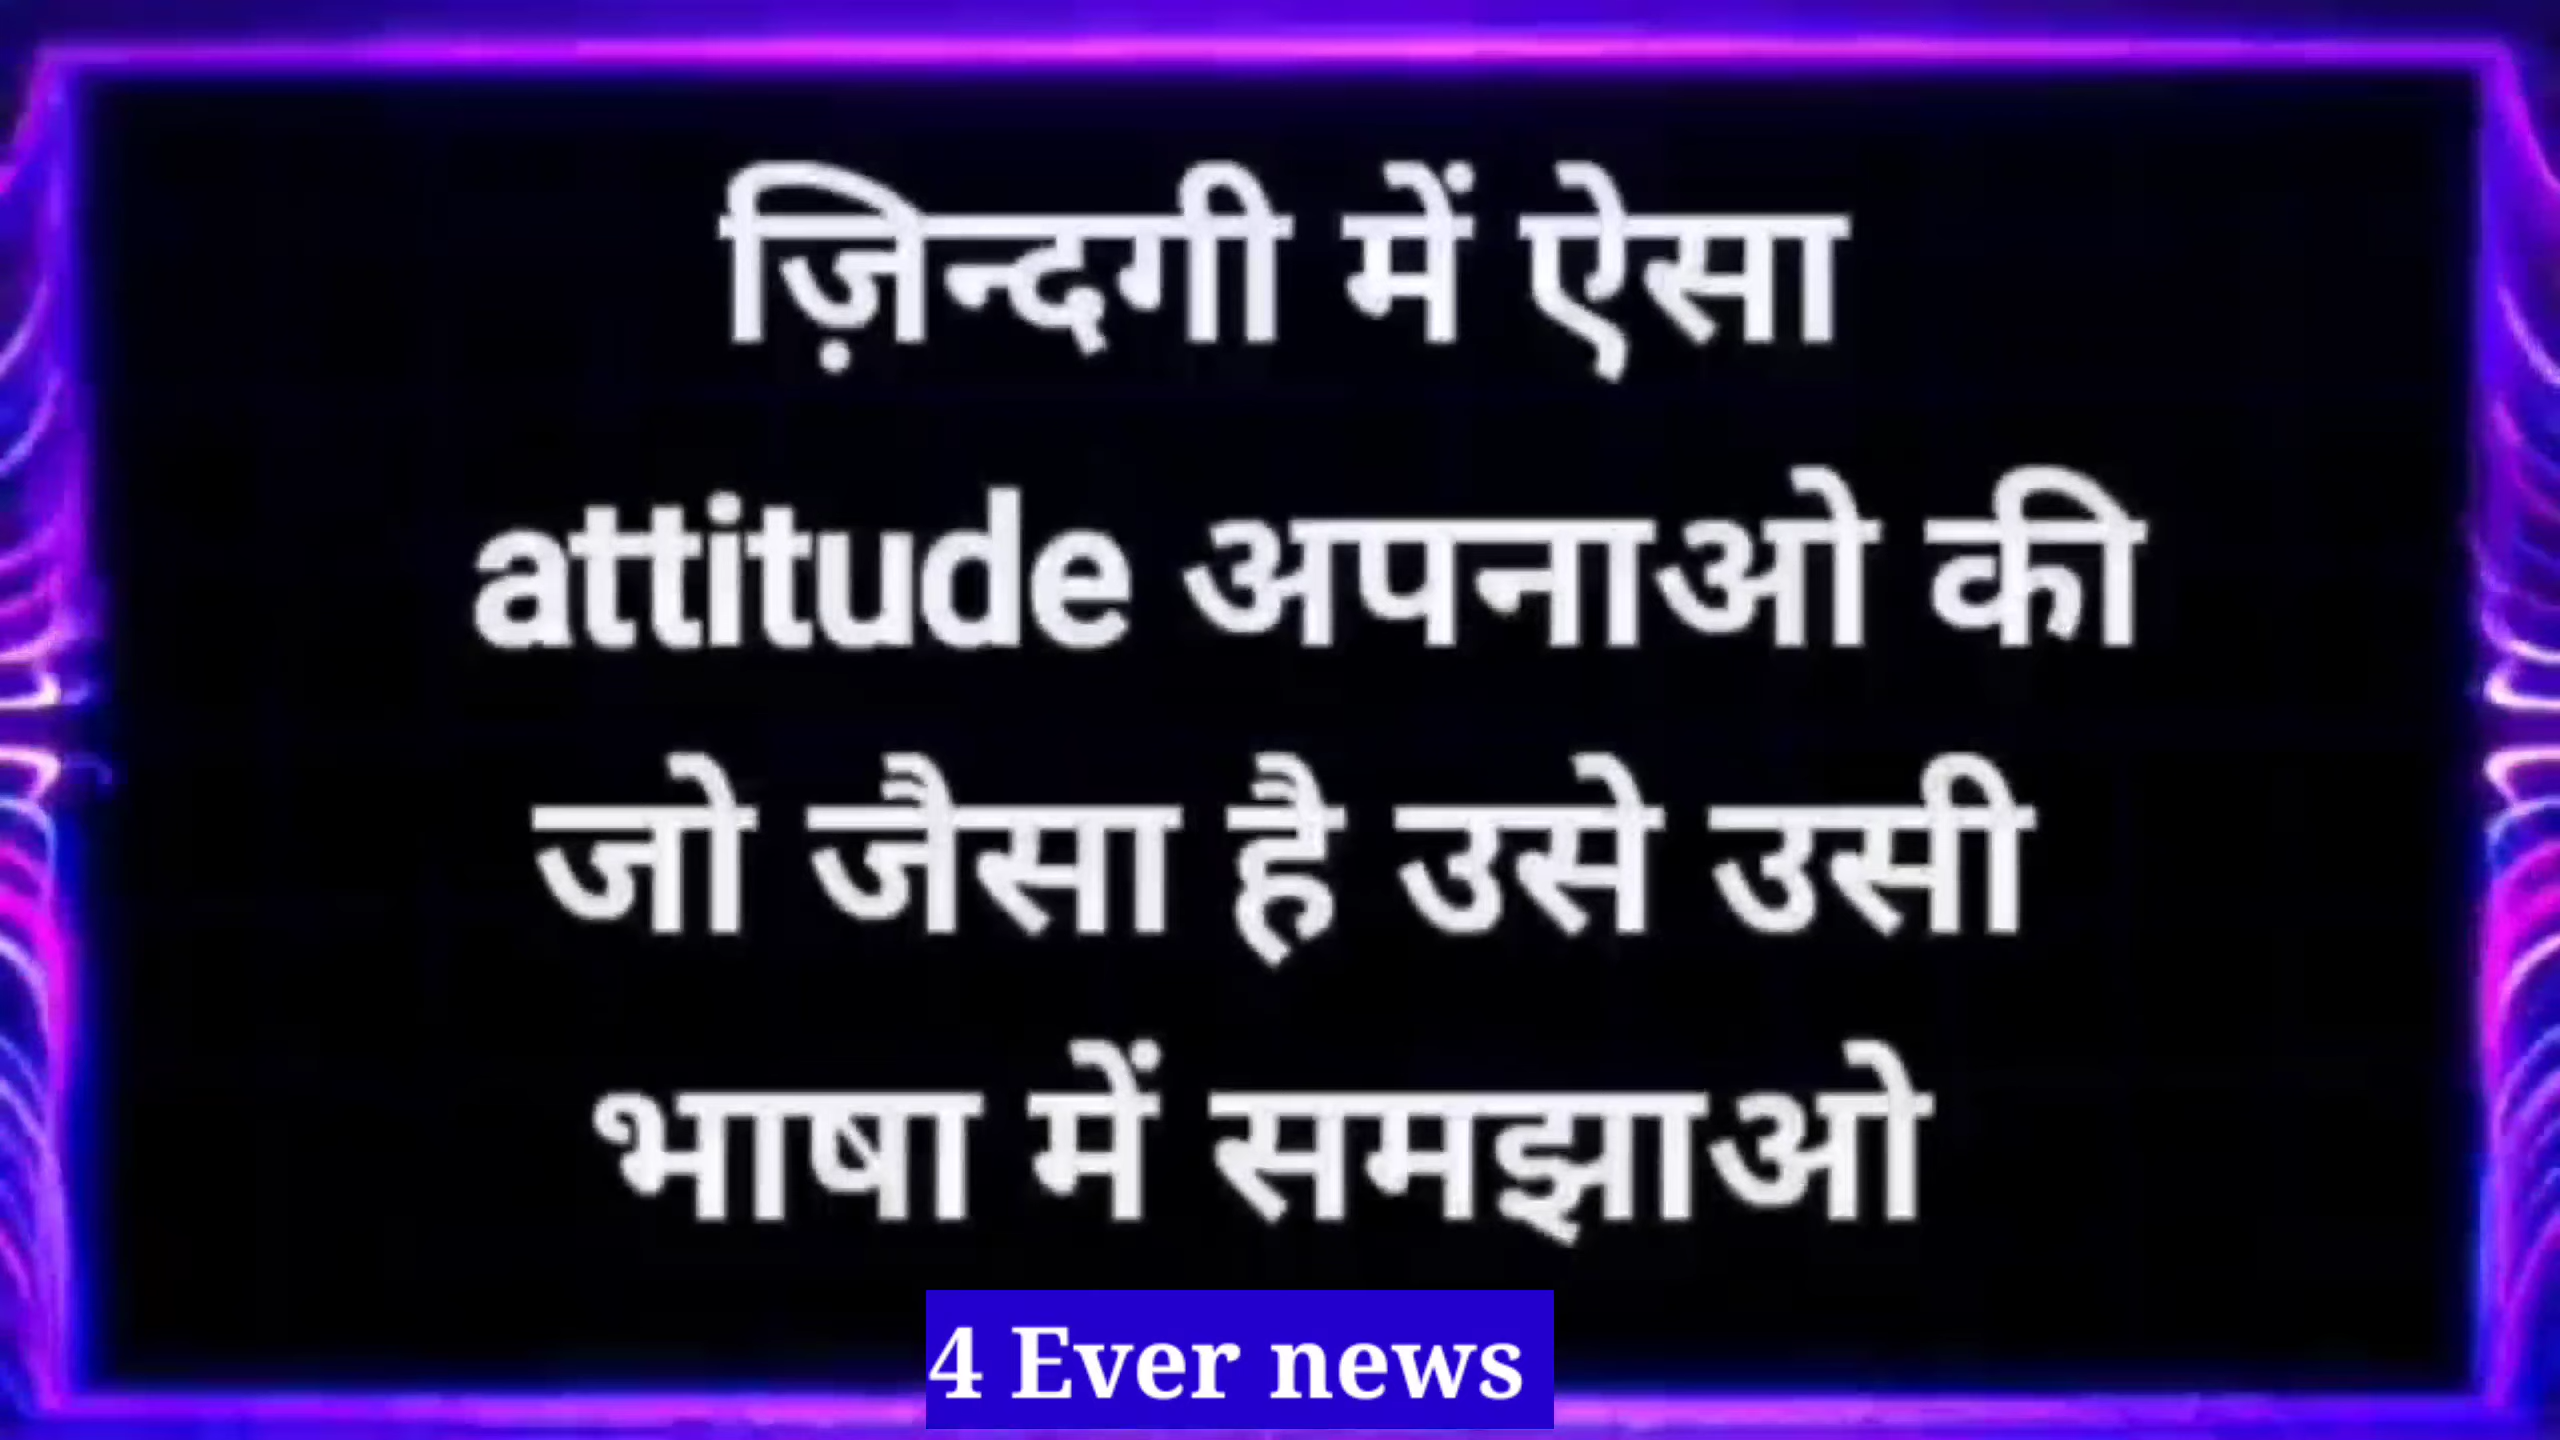 ज़िन्दगी में ऐसा
attitude अपनाओ की
जो जैसा है उसे उसी
भाषा में समझाओ
4 Ever news